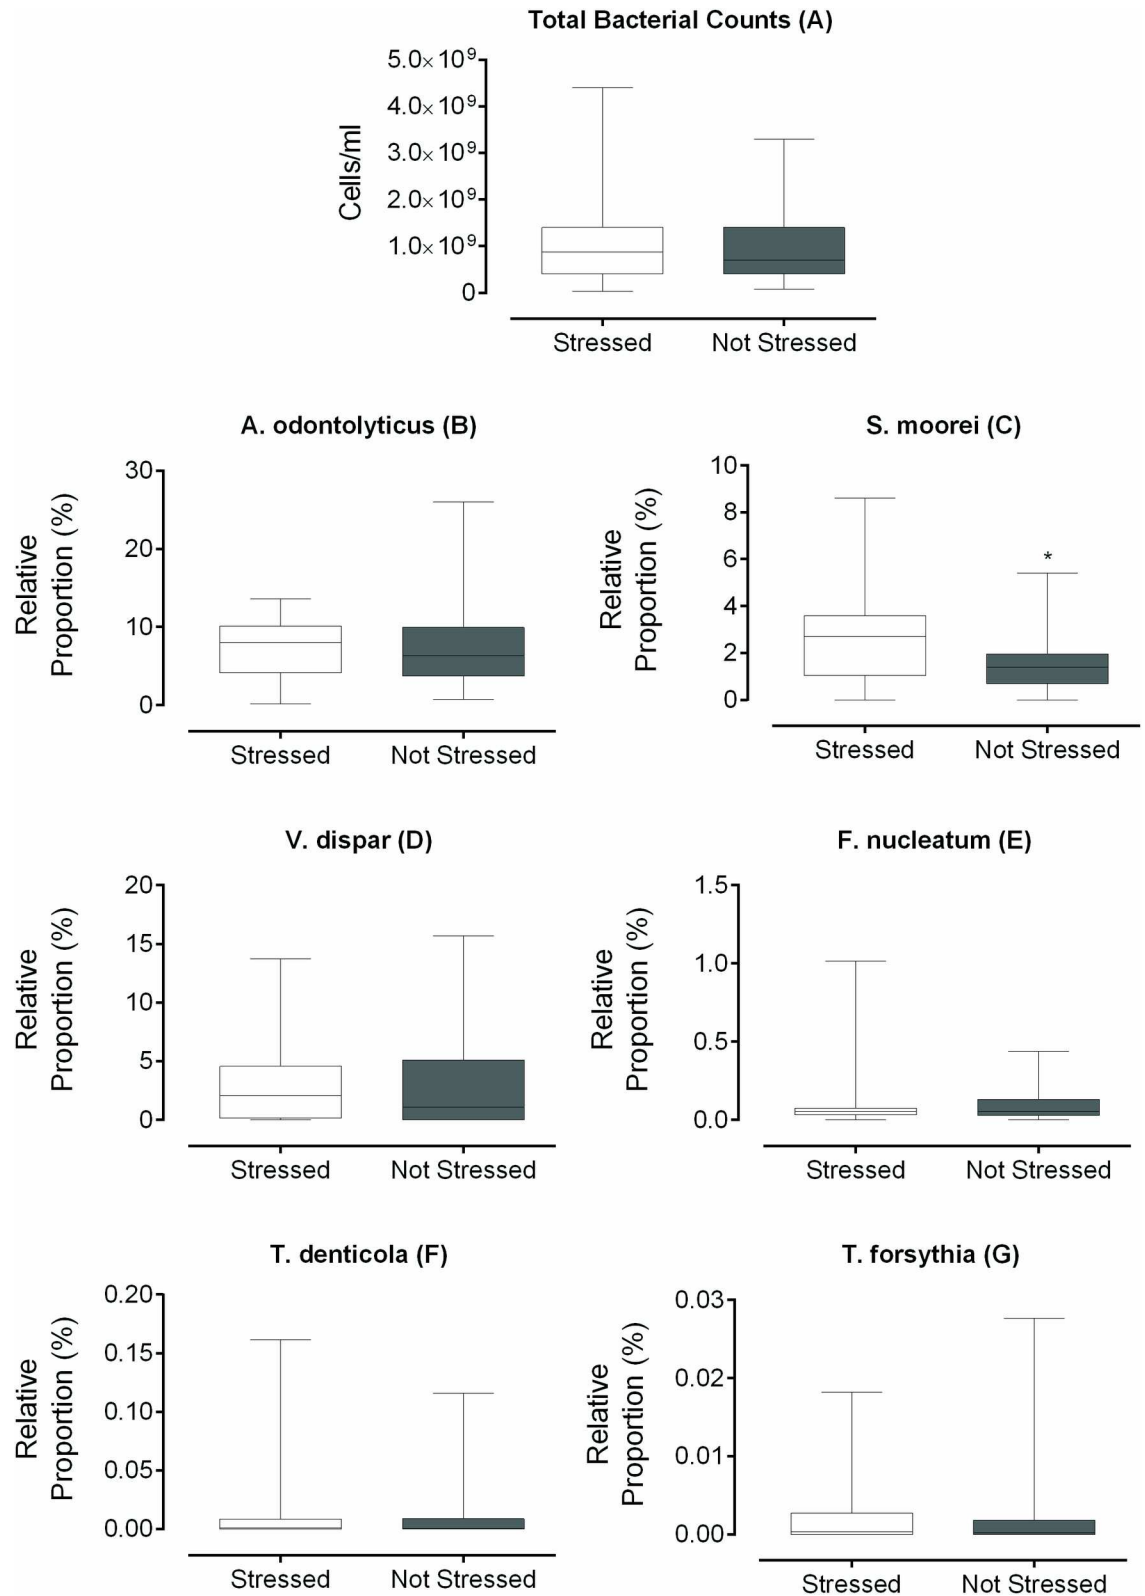 Total Bacterial Counts (A)
Cells/ml
5.0×10⁹
4.0×10⁹
3.0×10⁹
2.0×10⁹
1.0×10⁹
0
Stressed Not Stressed
A. odontolyticus (B)
Relative
Proportion (%)
30
20
10
0
Stressed Not Stressed
S. moorei (C)
Relative
Proportion (%)
10
8
6
4
2
0
*
Stressed Not Stressed
V. dispar (D)
Relative
Proportion (%)
20
15
10
5
0
Stressed Not Stressed
F. nucleatum (E)
Relative
Proportion (%)
1.5
1.0
0.5
0.0
Stressed Not Stressed
T. denticola (F)
Relative
Proportion (%)
0.20
0.15
0.10
0.05
0.00
Stressed Not Stressed
T. forsythia (G)
Relative
Proportion (%)
0.03
0.02
0.01
0.00
Stressed Not Stressed